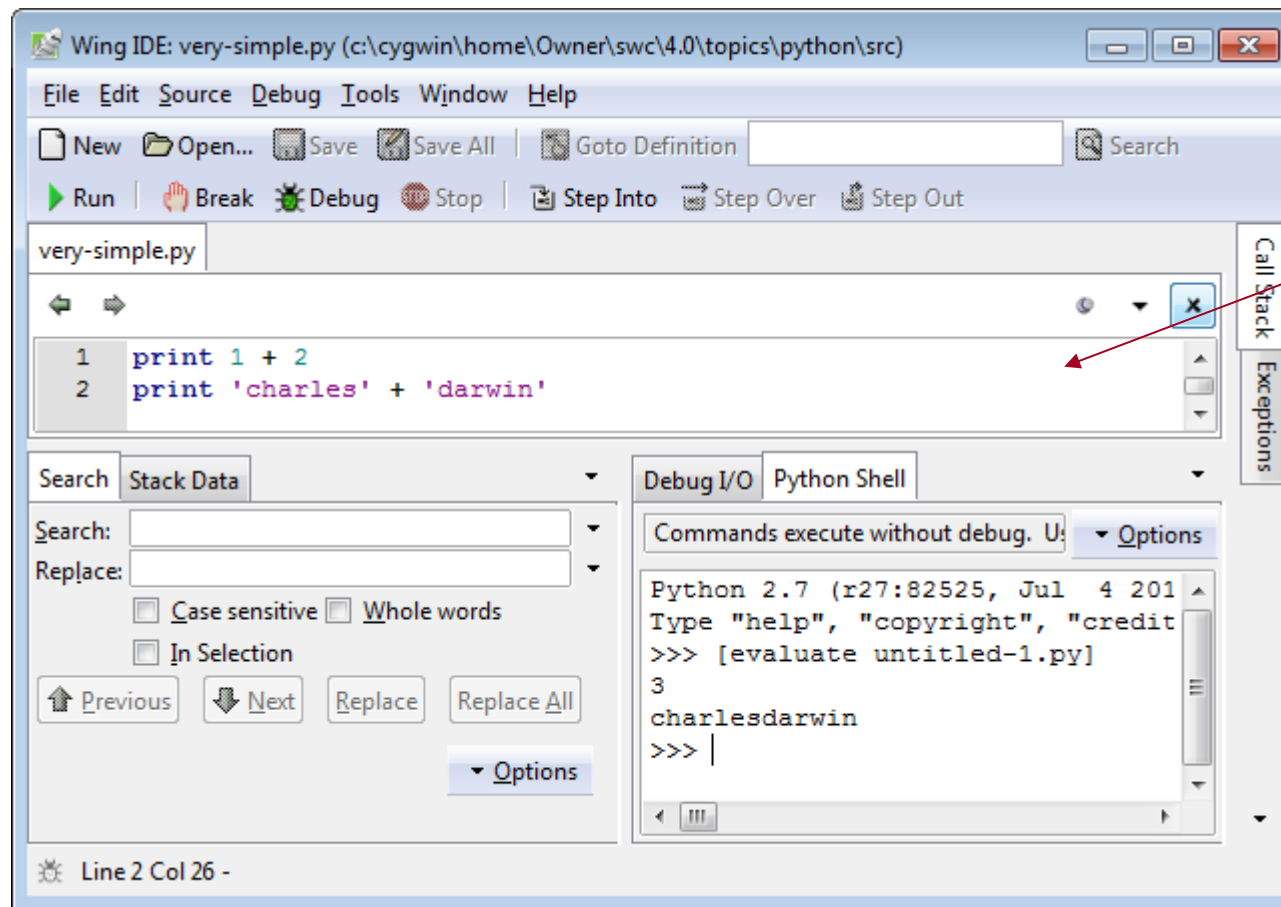 Wing IDE: very-simple.py (c:\cygwin\home\Owner\swc\4.0\topics\python\src)
File Edit Source Debug Tools Window Help
New Open... Save Save All Goto Definition Search
Run Break Debug Stop Step Into Step Over Step Out
very-simple.py
Call Stack
Exceptions
1 print 1 + 2
2 print 'charles' + 'darwin'
Search Stack Data
Search:
Replace:
Case sensitive Whole words
In Selection
Previous Next Replace Replace All
Options
Debug I/O Python Shell
Commands execute without debug. Us Options
Python 2.7 (r27:82525, Jul 4 201
Type "help", "copyright", "credit
>>> [evaluate untitled-1.py]
3
charlesdarwin
>>>
Line 2 Col 26 -